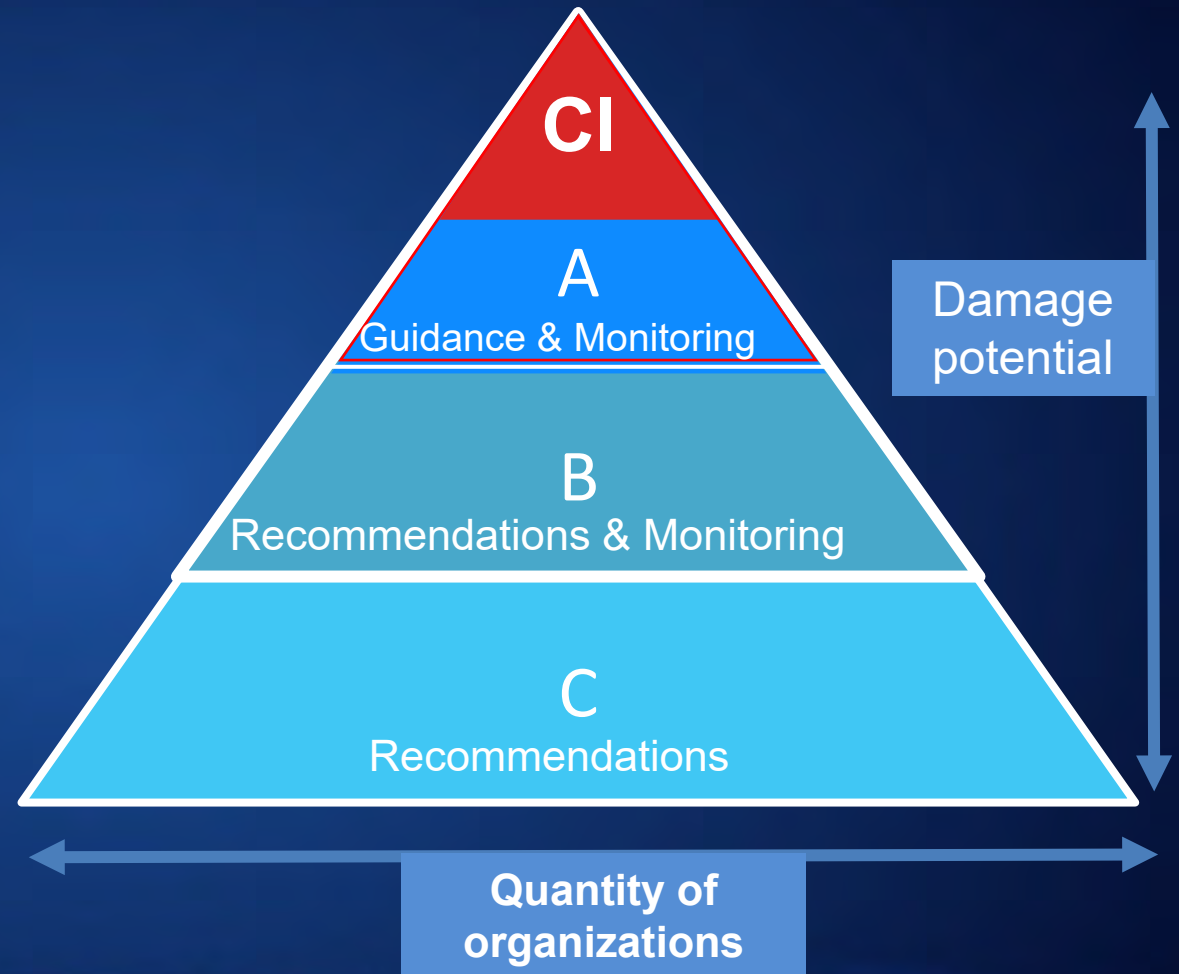 CI
A
Guidance & Monitoring
Damage
potential
B
Recommendations & Monitoring
C
Recommendations
Quantity of
organizations